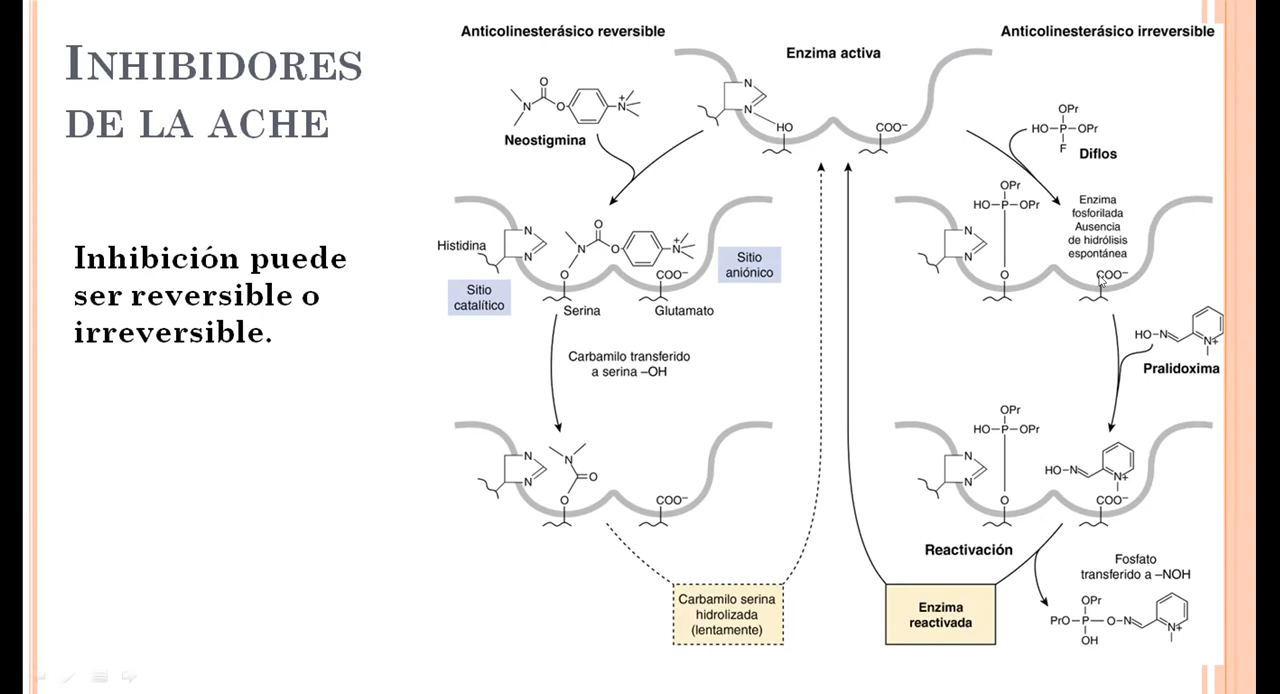 INHIBIDORES
DE LA ACHE
Inhibición puede
ser reversible o
irreversible.
Anticolinesterásico reversible
Enzima activa
Anticolinesterásico irreversible
O
N
O
N+
Neostigmina
N
N
HO
COO–
OPr
HO–P–OPr
F
Diflos
Histidina
N
N
O
N
O
N+
O
COO–
Sitio
catalítico
Sitio
aniónico
Serina
Glutamato
OPr
HO–P–OPr
N
N
O
Enzima
fosforilada
Ausencia
de hidrólisis
espontánea
COO–
Carbamilo transferido
a serina –OH
HO–N
N+
Pralidoxima
N
N
N
O
O
COO–
OPr
HO–P–OPr
N
N
O
HO–N
N+
COO–
Reactivación
Fosfato
transferido a –NOH
Carbamilo serina
hidrolizada
(lentamente)
Enzima
reactivada
OPr
PrO–P–O–N
N+
OH